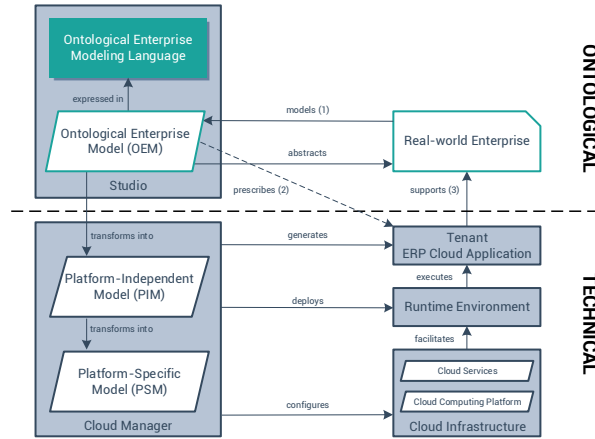 Ontological Enterprise
Modeling Language
expressed in
Ontological Enterprise
Model (OEM)
Studio
models (1)
abstracts
prescribes (2)
Real-world Enterprise
supports (3)
ONTOLOGICAL
transforms into
generates
Tenant
ERP Cloud Application
executes
Platform-Independent
Model (PIM)
deploys
Runtime Environment
transforms into
facilitates
Platform-Specific
Model (PSM)
Cloud Services
Cloud Computing Platform
configures
Cloud Manager
Cloud Infrastructure
TECHNICAL